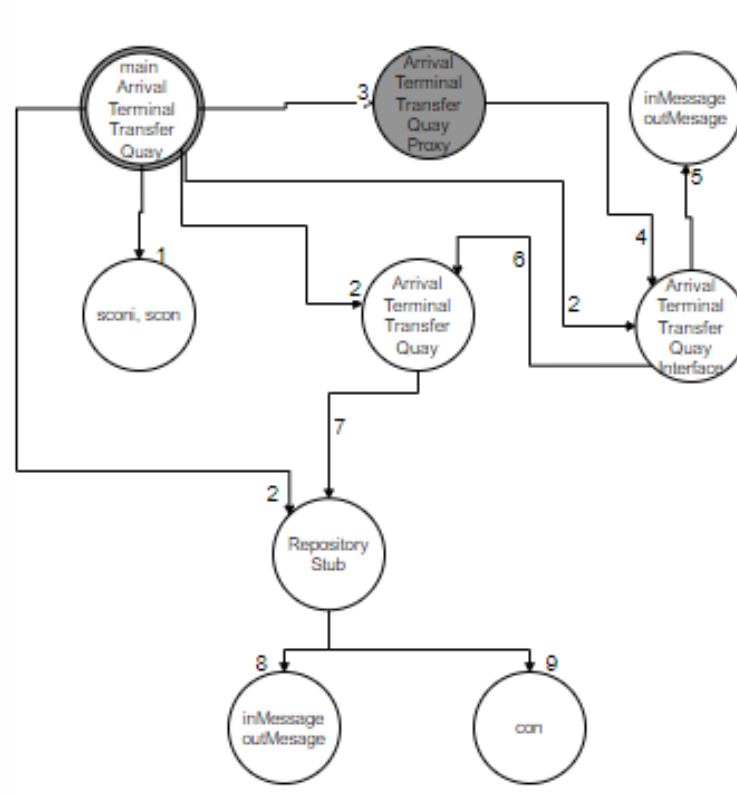 main
Arrival
Terminal
Transfer
Quay
3
Arrival
Terminal
Transfer
Quay
Proxy
inMessage
outMesage
5
4
1
sconi, scon
2
Arrival
Terminal
Transfer
Quay
6
2
Arrival
Terminal
Transfer
Quay
Interface
7
2
Repository
Stub
8
inMessage
outMesage
9
con